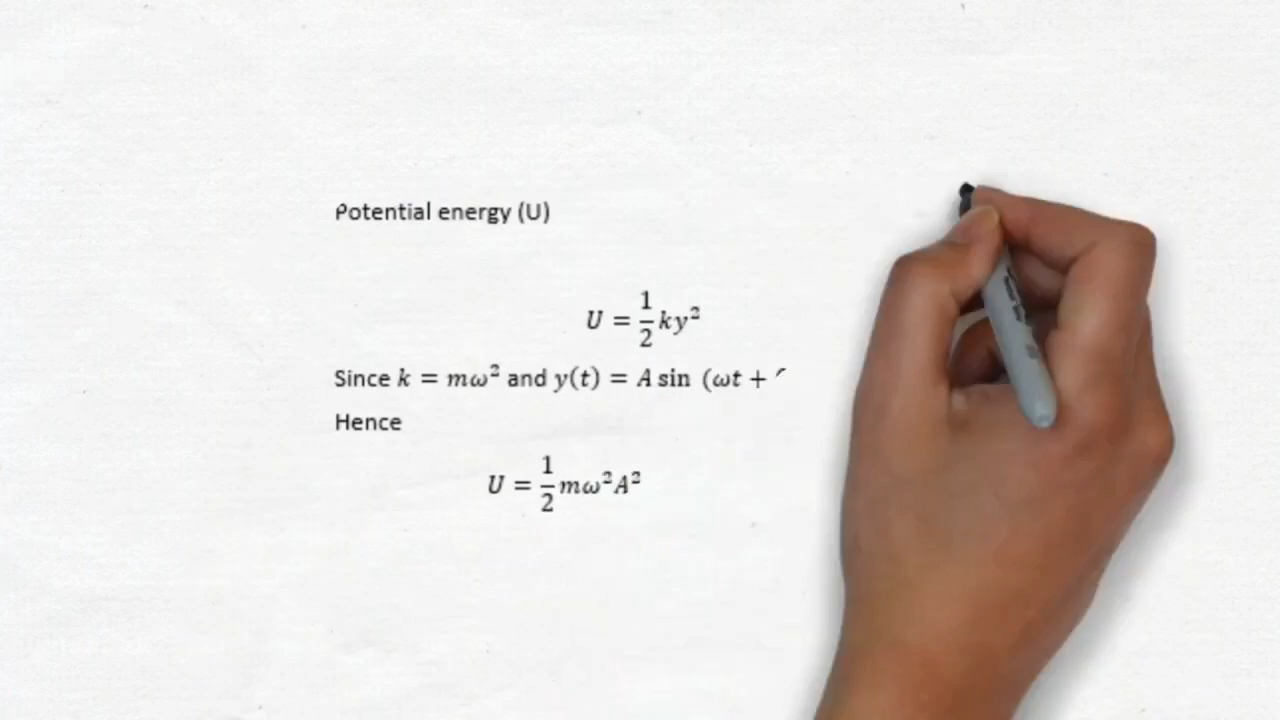 Potential energy (U)
U = 1/2 ky²
Since k = mω² and y(t) = A sin (ωt +
Hence
U = 1/2 mω²A²